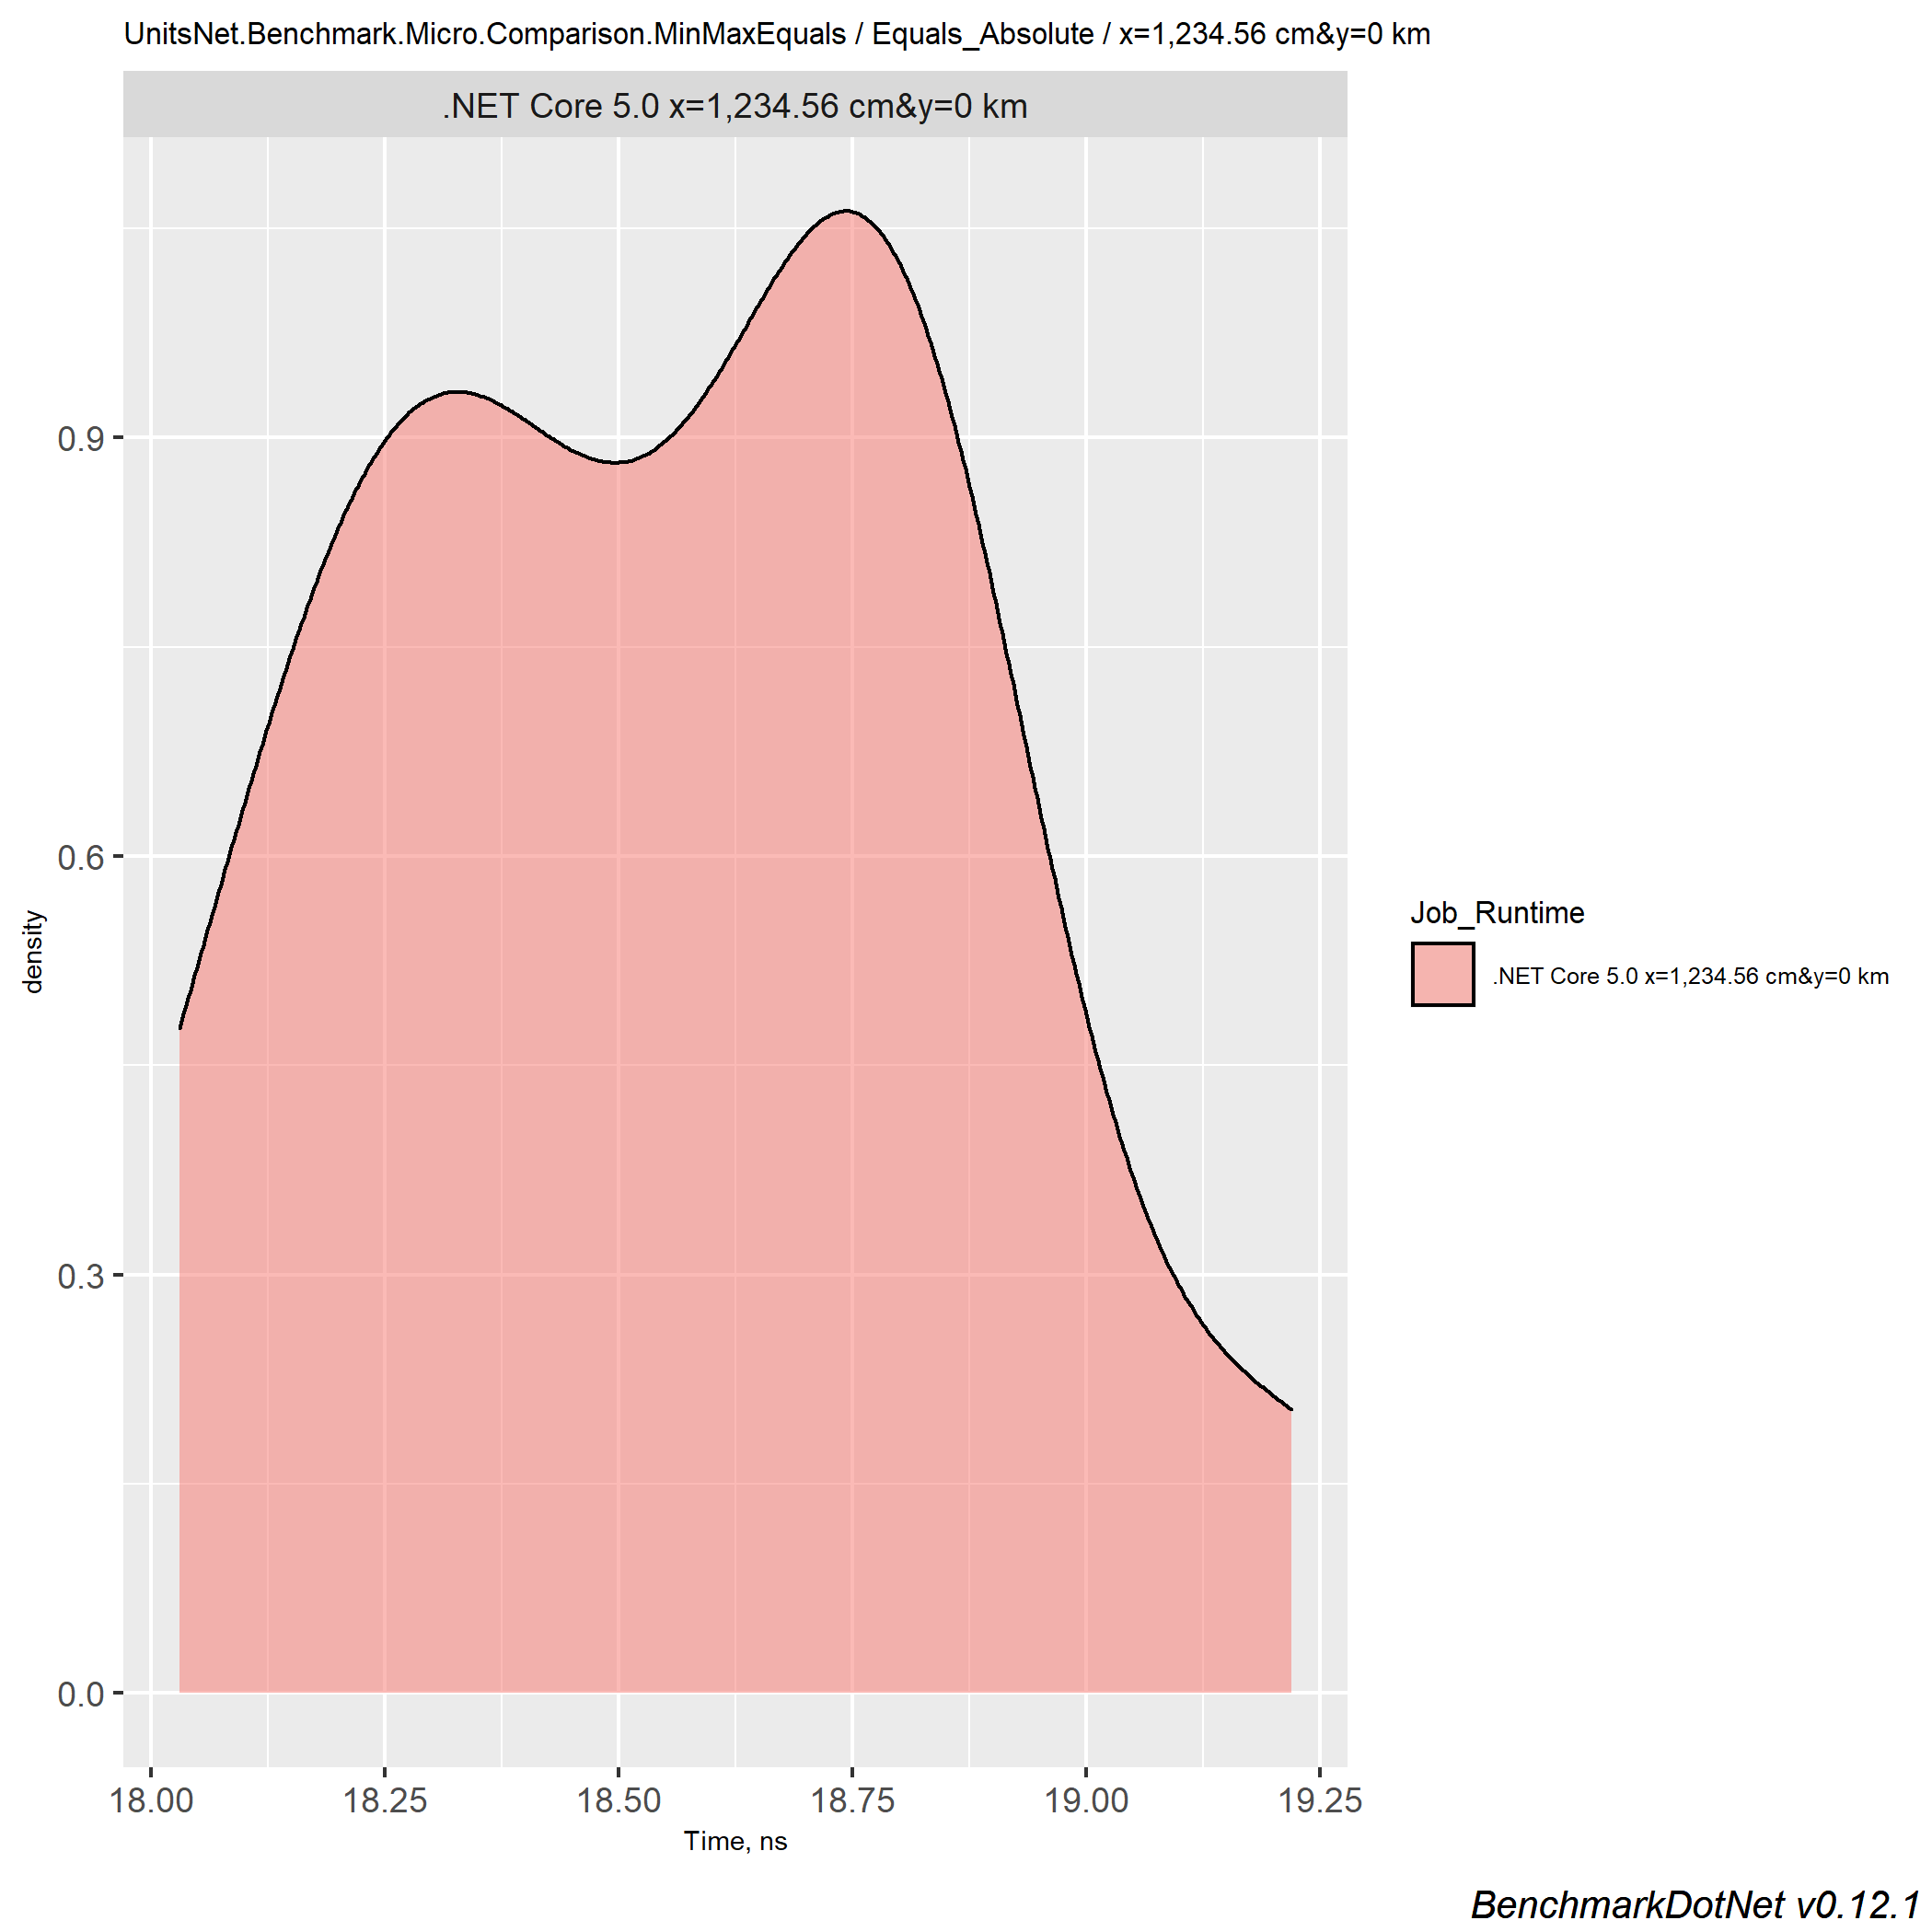 UnitsNet.Benchmark.Micro.Comparison.MinMaxEquals / Equals_Absolute / x=1,234.56 cm&y=0 km
.NET Core 5.0 x=1,234.56 cm&y=0 km
0.9
0.6
0.3
0.0
density
18.00 18.25 18.50 18.75 19.00 19.25
Time, ns
Job_Runtime
.NET Core 5.0 x=1,234.56 cm&y=0 km
BenchmarkDotNet v0.12.1